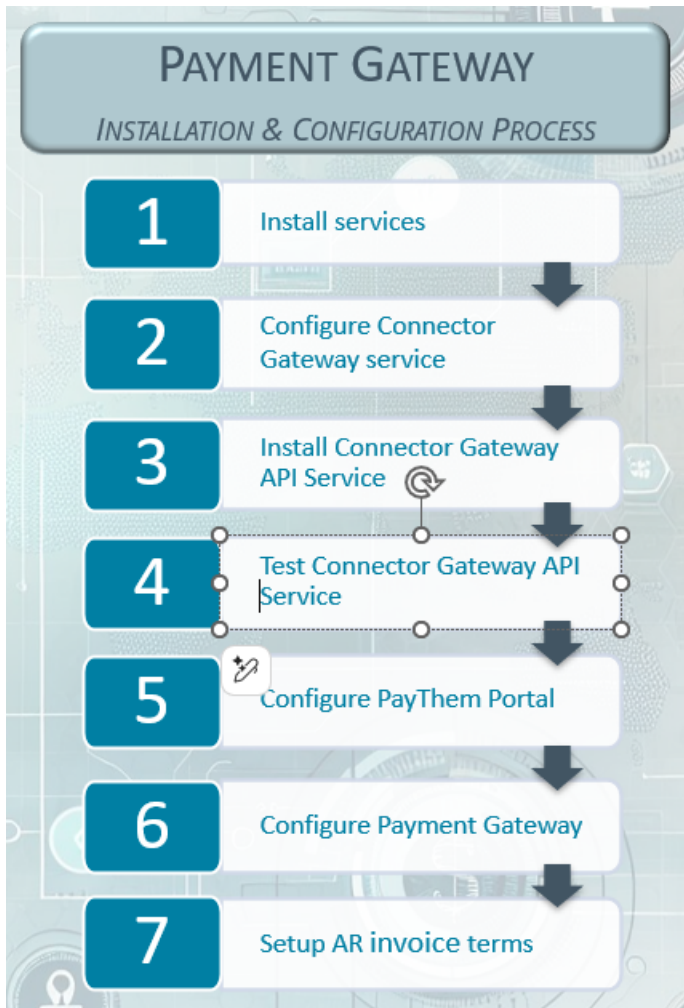 PAYMENT GATEWAY
INSTALLATION & CONFIGURATION PROCESS
1
Install services
2
Configure Connector
Gateway service
3
Install Connector Gateway
API Service
4
Test Connector Gateway API
Service
5
Configure PayThem Portal
6
Configure Payment Gateway
7
Setup AR invoice terms